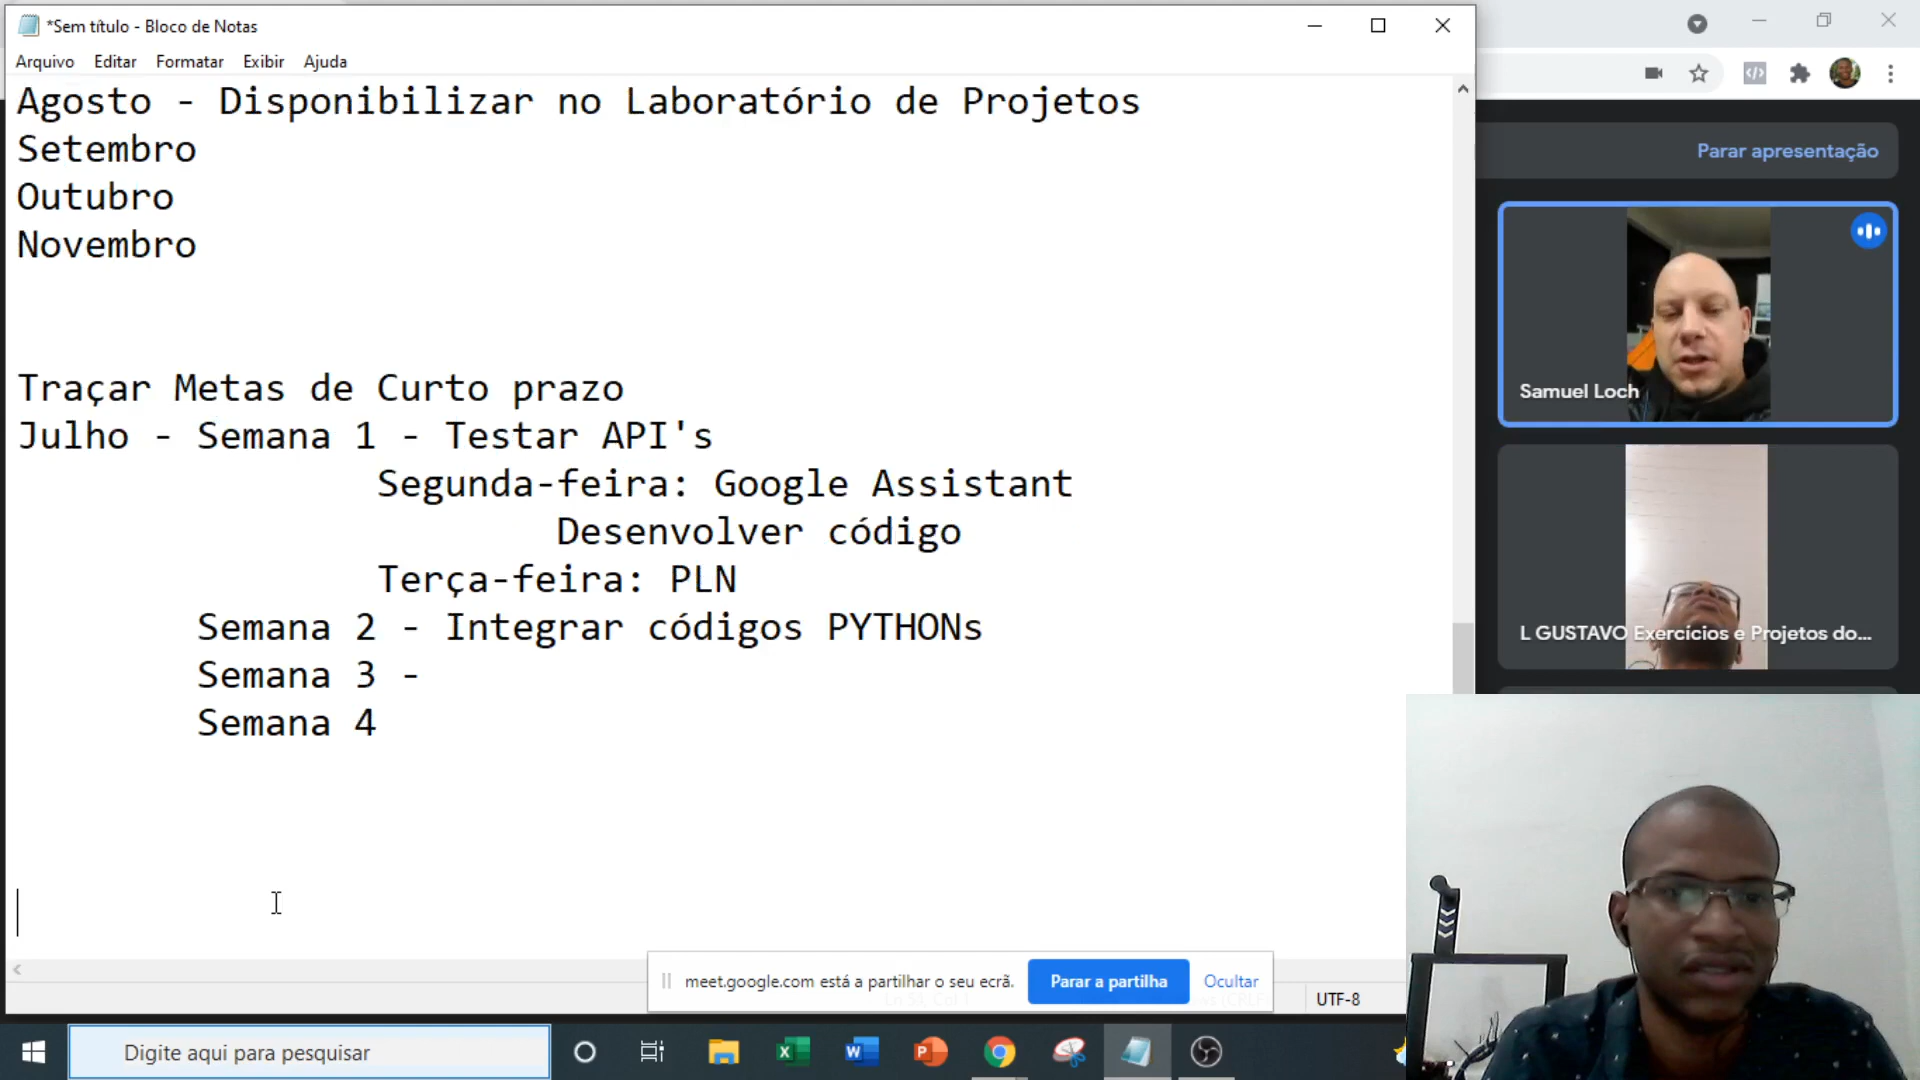 *Sem título - Bloco de Notas
Arquivo Editar Formatar Exibir Ajuda
Agosto - Disponibilizar no Laboratório de Projetos
Setembro
Outubro
Novembro
Traçar Metas de Curto prazo
Julho - Semana 1 - Testar API's
Segunda-feira: Google Assistant
Desenvolver código
Terça-feira: PLN
Semana 2 - Integrar códigos PYTHONs
Semana 3 -
Semana 4
Parar apresentação
Samuel Loch
L GUSTAVO Exercicios e Projetos do...
meet.google.com está a partilhar o seu ecrã. Parar a partilha Ocultar
UTF-8
Digite aqui para pesquisar